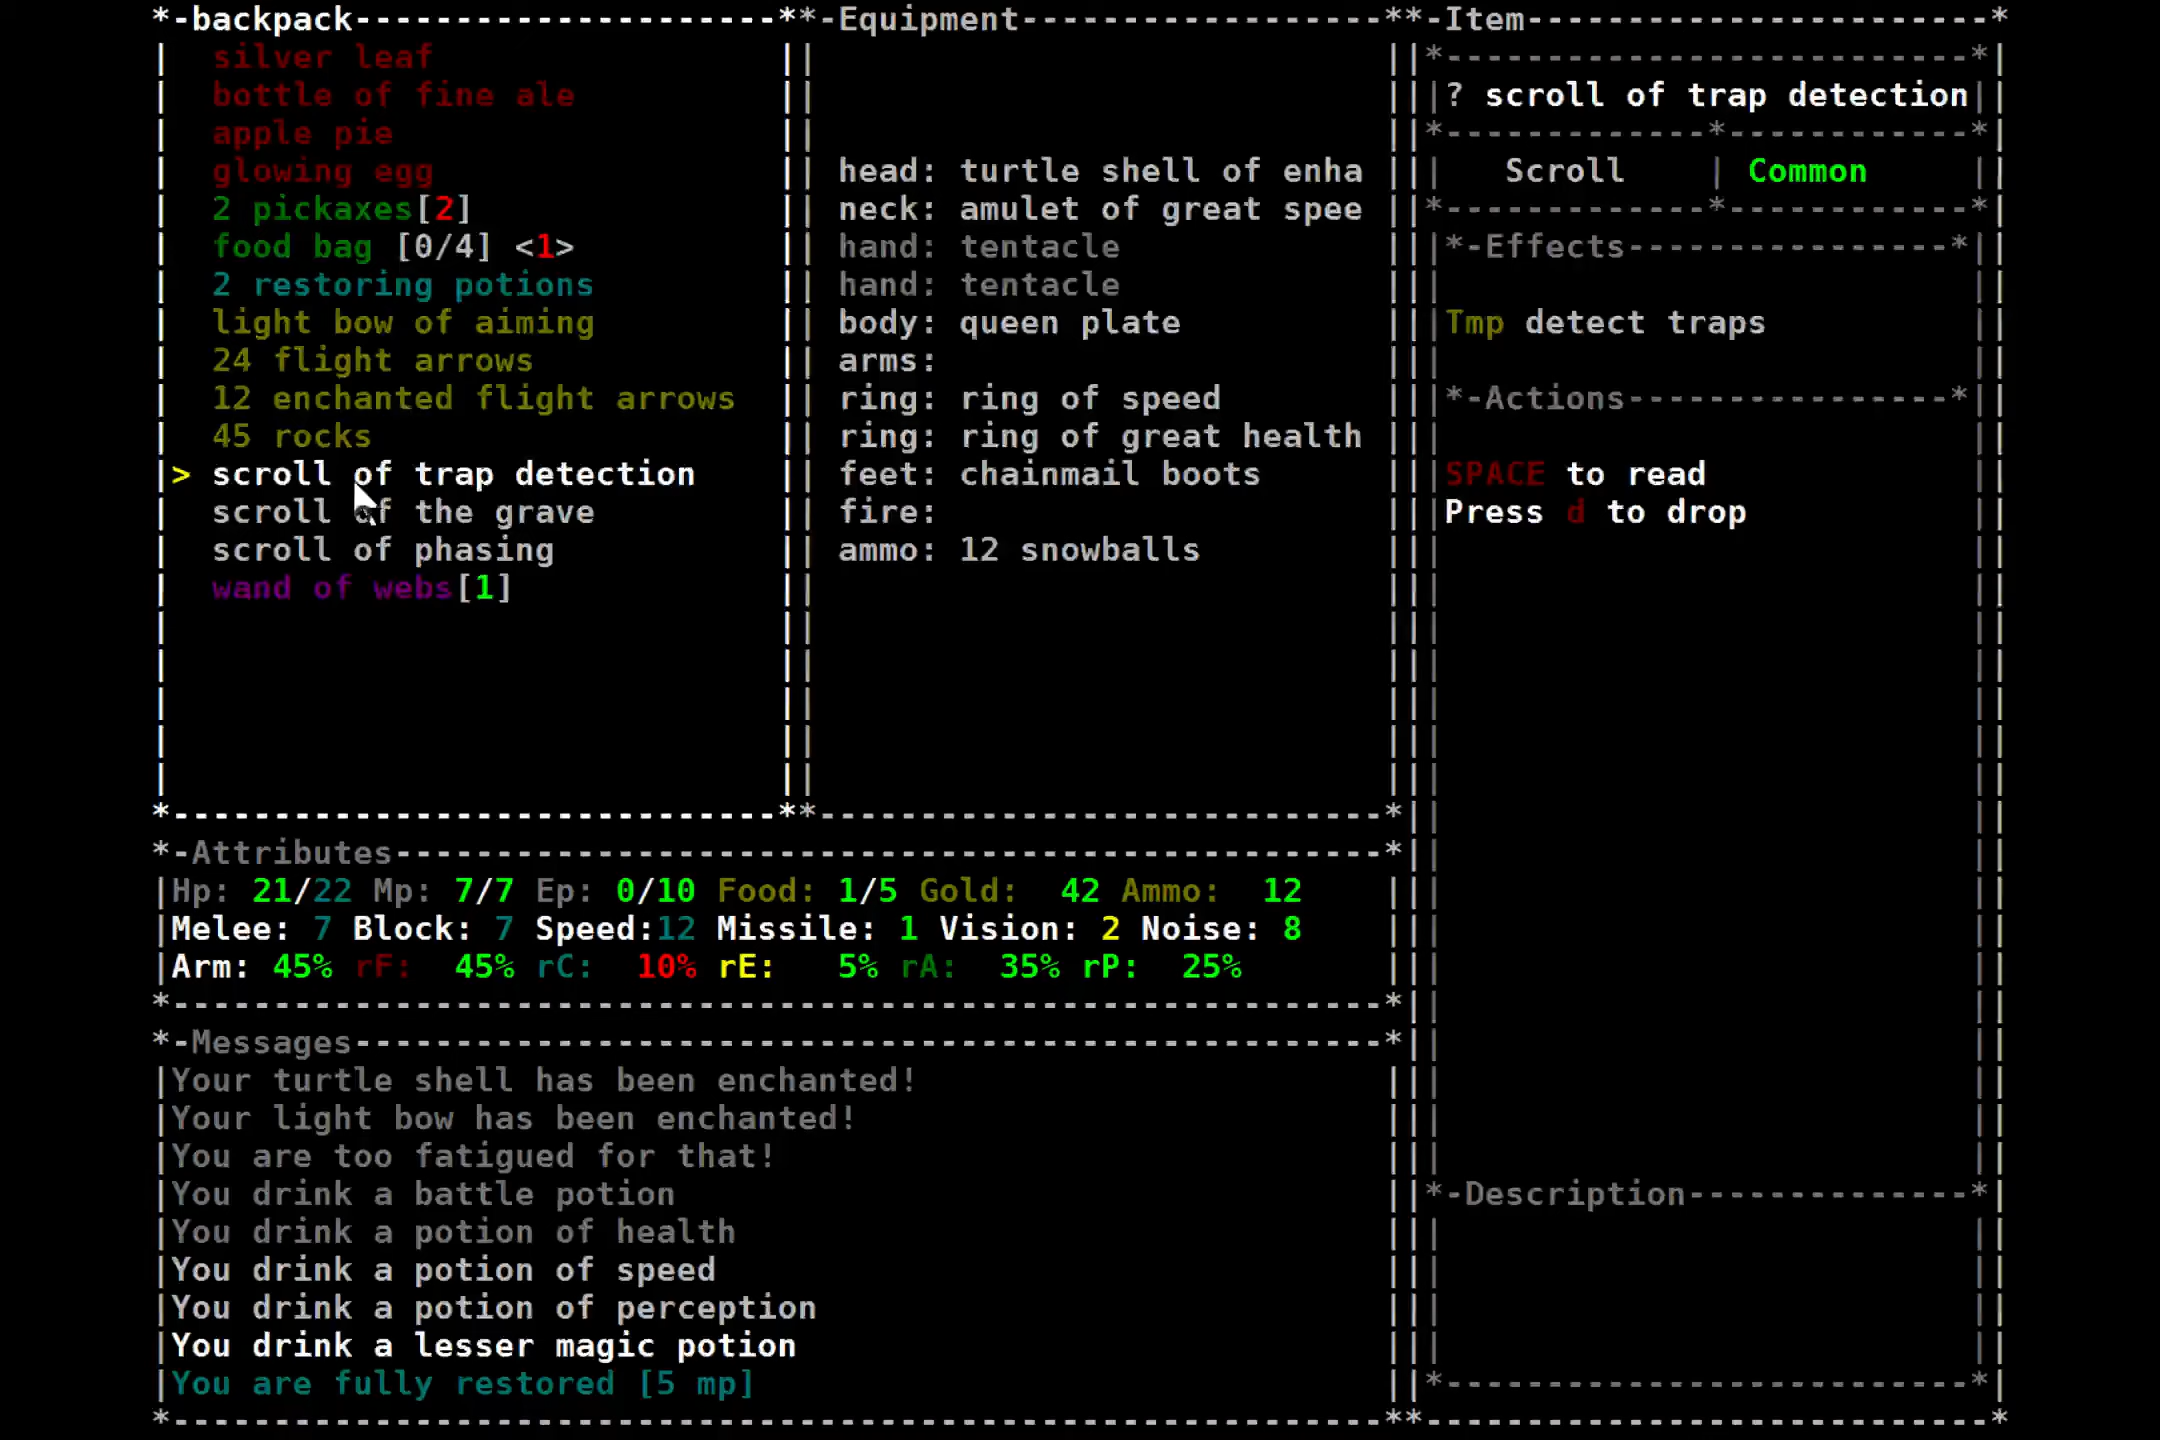 backpack
silver leaf
bottle of fine ale
apple pie
glowing egg
2 pickaxes[2]
food bag [0/4] <1>
2 restoring potions
light bow of aiming
24 flight arrows
12 enchanted flight arrows
45 rocks
> scroll of trap detection
scroll of the grave
scroll of phasing
wand of webs[1]
Equipment
head: turtle shell of enha
neck: amulet of great spee
hand: tentacle
hand: tentacle
body: queen plate
arms:
ring: ring of speed
ring: ring of great health
feet: chainmail boots
fire:
ammo: 12 snowballs
Item
? scroll of trap detection
Scroll | Common
Effects
Tmp detect traps
Actions
SPACE to read
Press d to drop
Description
Attributes
Hp: 21/22 Mp: 7/7 Ep: 0/10 Food: 1/5 Gold: 42 Ammo: 12
Melee: 7 Block: 7 Speed:12 Missile: 1 Vision: 2 Noise: 8
Arm: 45% rF: 45% rC: 10% rE: 5% rA: 35% rP: 25%
Messages
Your turtle shell has been enchanted!
Your light bow has been enchanted!
You are too fatigued for that!
You drink a battle potion
You drink a potion of health
You drink a potion of speed
You drink a potion of perception
You drink a lesser magic potion
You are fully restored [5 mp]